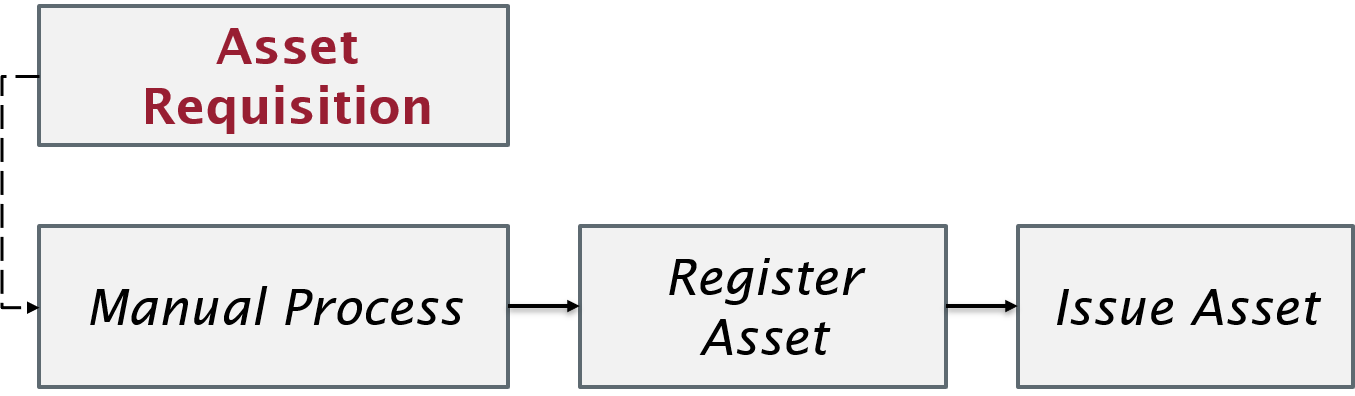 Asset
Requisition
Manual Process
Register
Asset
Issue Asset